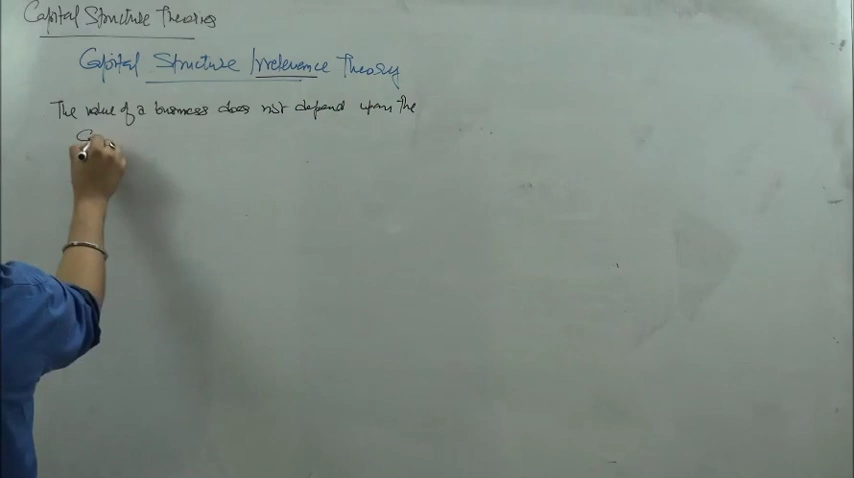 Capital Structure Theories
Capital Structure Irrelevance Theory
The value of a business does not depend upon the